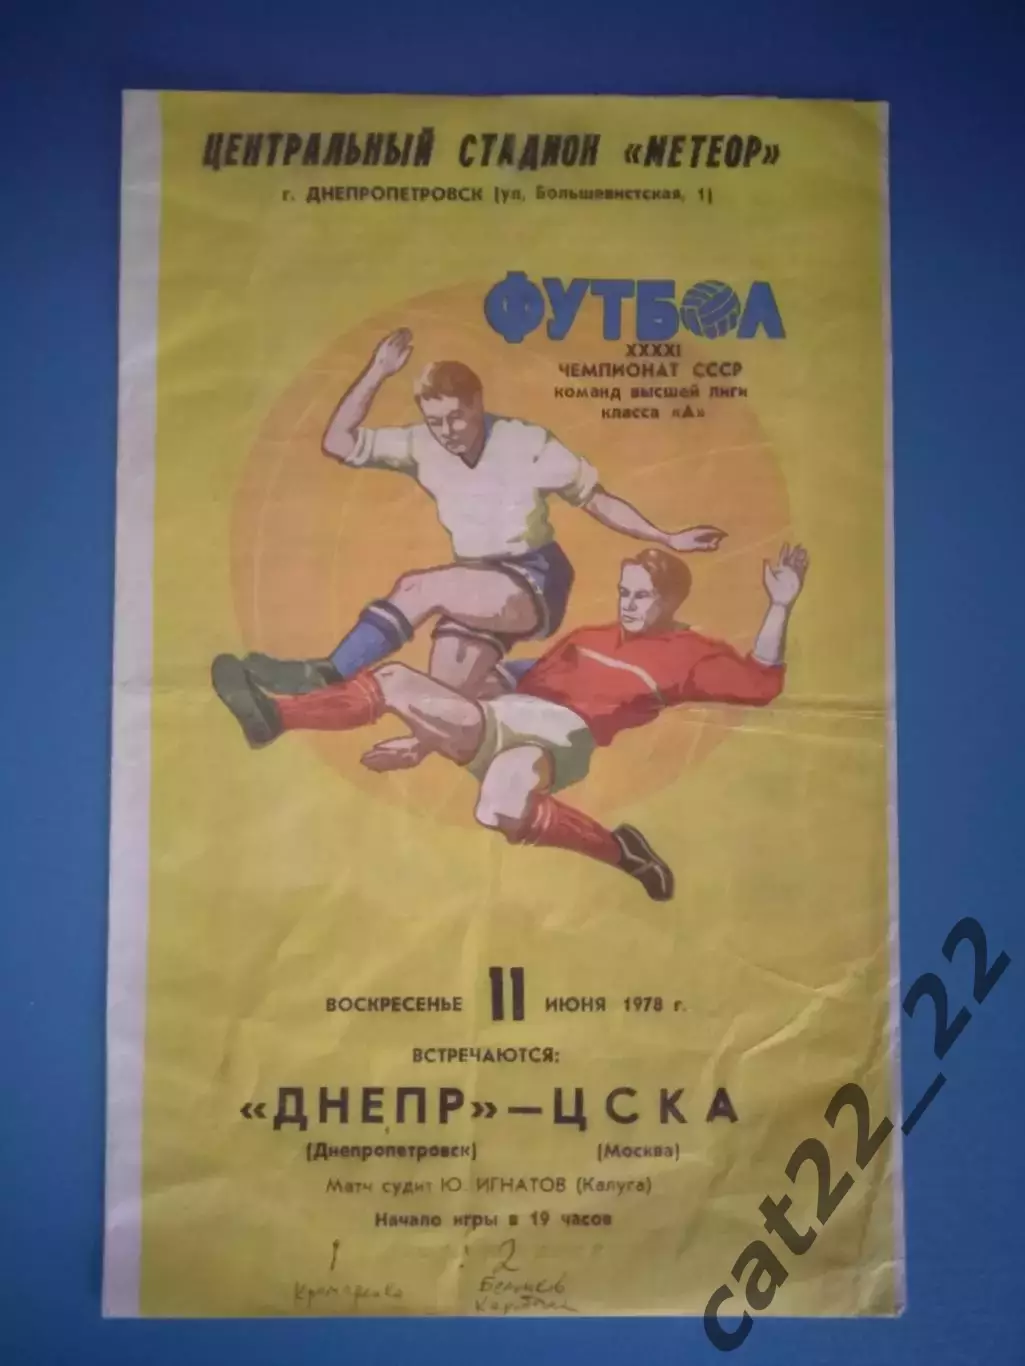 ЦЕНТРАЛЬНЫЙ СТАДИОН «МЕТЕОР»
г. ДНЕПРОПЕТРОВСК (ул. Большевистская, 1)
ФУТБОЛ
XXXXI
ЧЕМПИОНАТ СССР
команд высшей лиги
класса «А»
ВОСКРЕСЕНЬЕ 11 ИЮНЯ 1978 г.
ВСТРЕЧАЮТСЯ:
«ДНЕПР» — ЦСКА
(Днепропетровск) (Москва)
Матч судит Ю. ИГНАТОВ (Калуга)
Начало игры в 19 часов
1 : 2
cat22_22